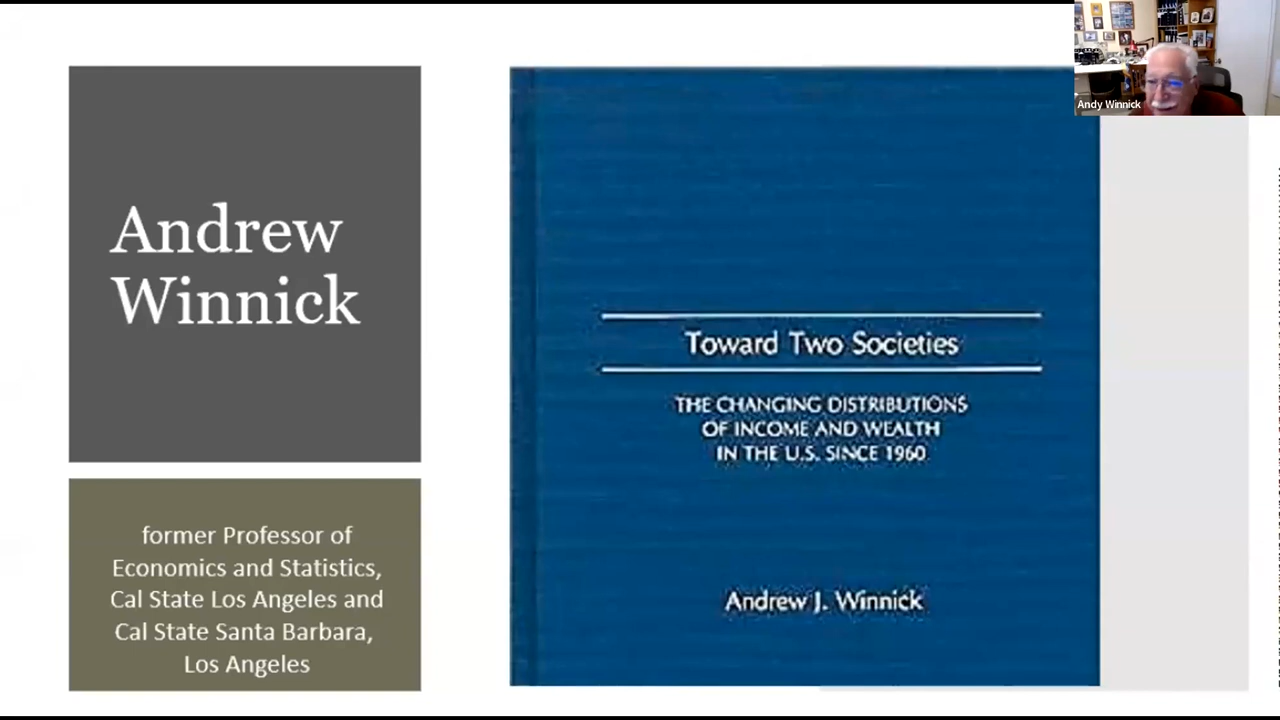 Andrew
Winnick
former Professor of
Economics and Statistics,
Cal State Los Angeles and
Cal State Santa Barbara,
Los Angeles
Toward Two Societies
THE CHANGING DISTRIBUTIONS
OF INCOME AND WEALTH
IN THE U.S. SINCE 1960
Andrew J. Winnick
Andy Winnick